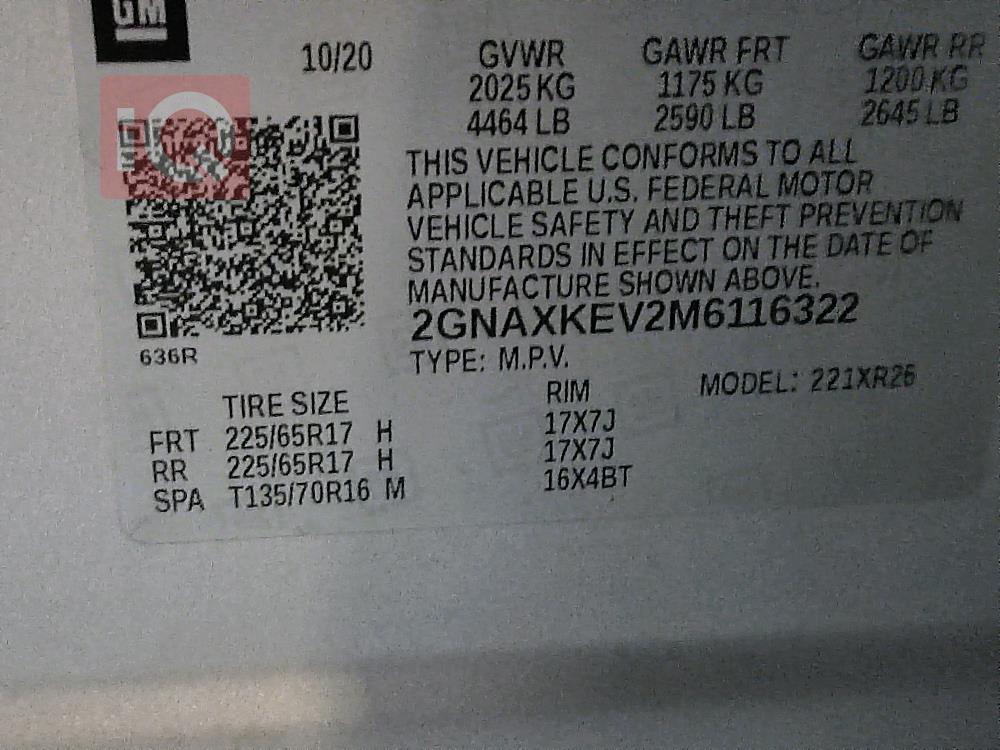 GM
IQ
10/20 GVWR GAWR FRT GAWR RR
2025 KG 1175 KG 1200 KG
4464 LB 2590 LB 2645 LB
THIS VEHICLE CONFORMS TO ALL
APPLICABLE U.S. FEDERAL MOTOR
VEHICLE SAFETY AND THEFT PREVENTION
STANDARDS IN EFFECT ON THE DATE OF
MANUFACTURE SHOWN ABOVE.
2GNAXKEV2M6116322
636R
TYPE: M.P.V. MODEL: 221XR26
TIRE SIZE RIM
FRT 225/65R17 H 17X7J
RR 225/65R17 H 17X7J
SPA T135/70R16 M 16X4BT